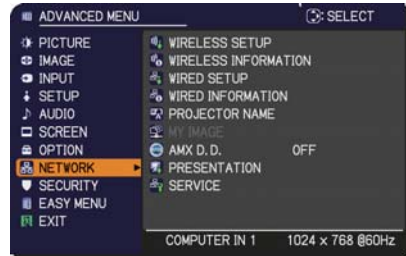 ADVANCED MENU
: SELECT
PICTURE
IMAGE
INPUT
SETUP
AUDIO
SCREEN
OPTION
NETWORK
SECURITY
EASY MENU
EXIT
WIRELESS SETUP
WIRELESS INFORMATION
WIRED SETUP
WIRED INFORMATION
PROJECTOR NAME
MY IMAGE
AMX D.D. OFF
PRESENTATION
SERVICE
COMPUTER IN 1 1024 x 768 @60Hz